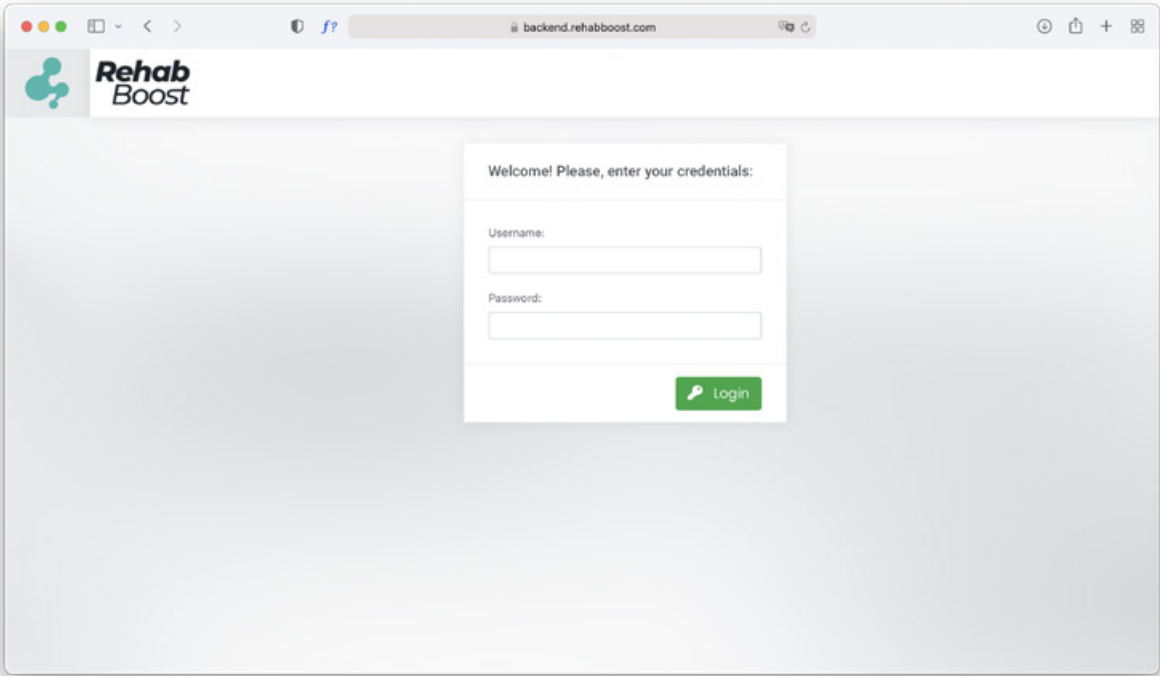 backend.rehabboost.com
Rehab
Boost
Welcome! Please, enter your credentials:
Username:
Password:
Login